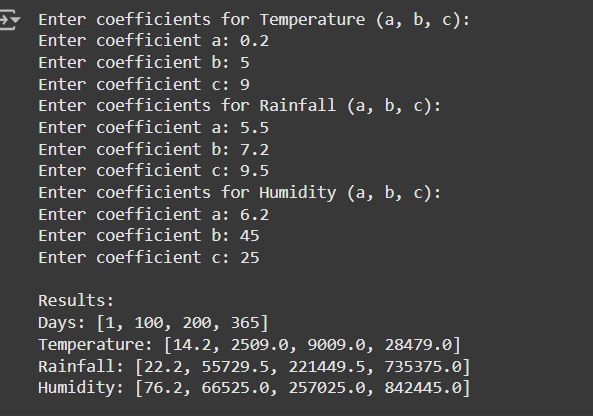 Enter coefficients for Temperature (a, b, c):
Enter coefficient a: 0.2
Enter coefficient b: 5
Enter coefficient c: 9
Enter coefficients for Rainfall (a, b, c):
Enter coefficient a: 5.5
Enter coefficient b: 7.2
Enter coefficient c: 9.5
Enter coefficients for Humidity (a, b, c):
Enter coefficient a: 6.2
Enter coefficient b: 45
Enter coefficient c: 25
Results:
Days: [1, 100, 200, 365]
Temperature: [14.2, 2509.0, 9009.0, 28479.0]
Rainfall: [22.2, 55729.5, 221449.5, 735375.0]
Humidity: [76.2, 66525.0, 257025.0, 842445.0]